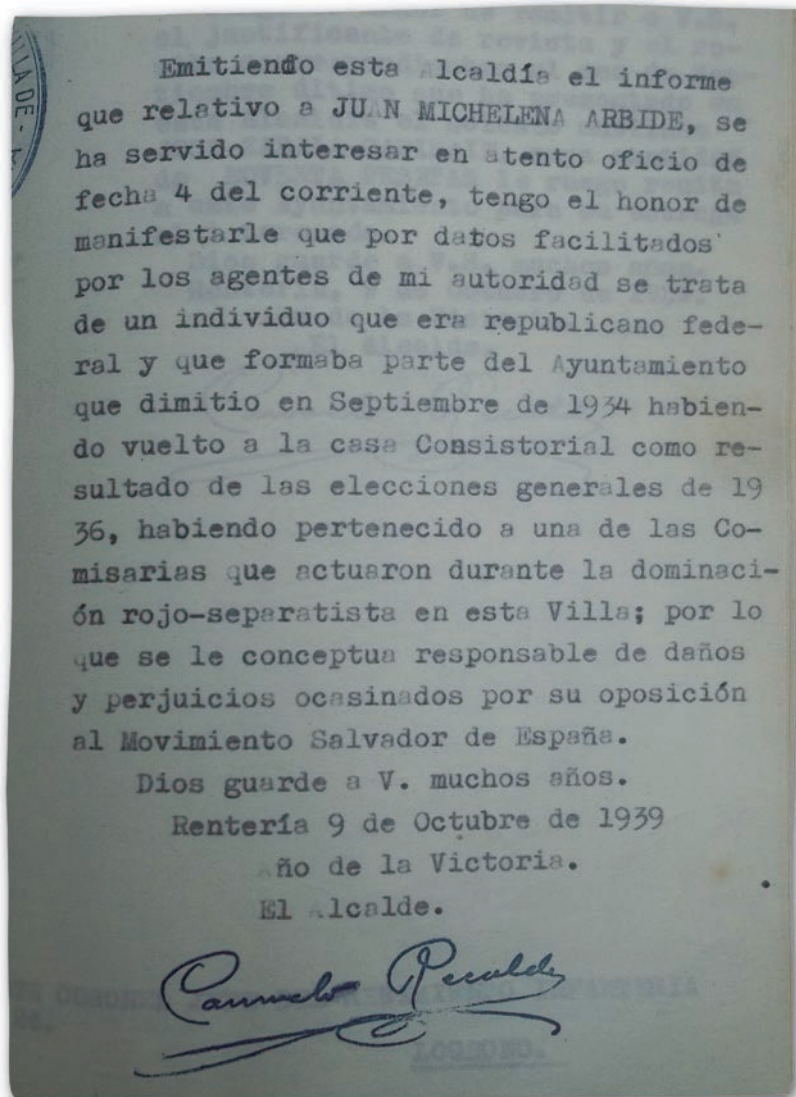 LLA DE -
Emitiendo esta Alcaldía el informe
que relativo a JUAN MICHELENA ARBIDE, se
ha servido interesar en atento oficio de
fecha 4 del corriente, tengo el honor de
manifestarle que por datos facilitados
por los agentes de mi autoridad se trata
de un individuo que era republicano fede-
ral y que formaba parte del Ayuntamiento
que dimitio en Septiembre de 1934 habien-
do vuelto a la casa Consistorial como re-
sultado de las elecciones generales de 19
36, habiendo pertenecido a una de las Co-
misarias que actuaron durante la dominaci-
ón rojo-separatista en esta Villa; por lo
que se le conceptua responsable de daños
y perjuicios ocasinados por su oposición
al Movimiento Salvador de España.
Dios guarde a V. muchos años.
Rentería 9 de Octubre de 1939
Año de la Victoria.
El Alcalde.
Carmelo Recalde
LOGROÑO.